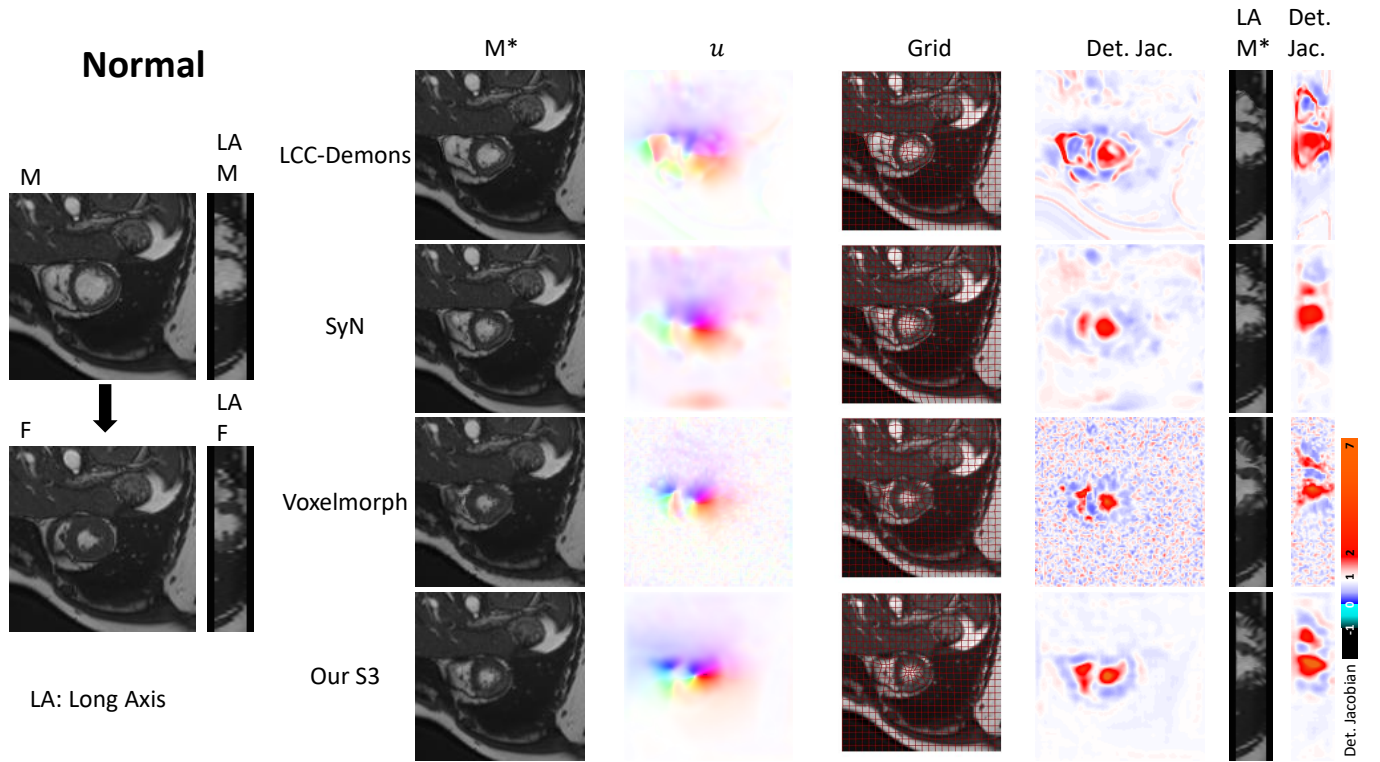 Normal
M
LA
M
F
LA
F
LA: Long Axis
M*
u
Grid
Det. Jac.
LA
M*
Det.
Jac.
LCC-Demons
SyN
Voxelmorph
Our S3
7
2
1
0
-1
Det. Jacobian